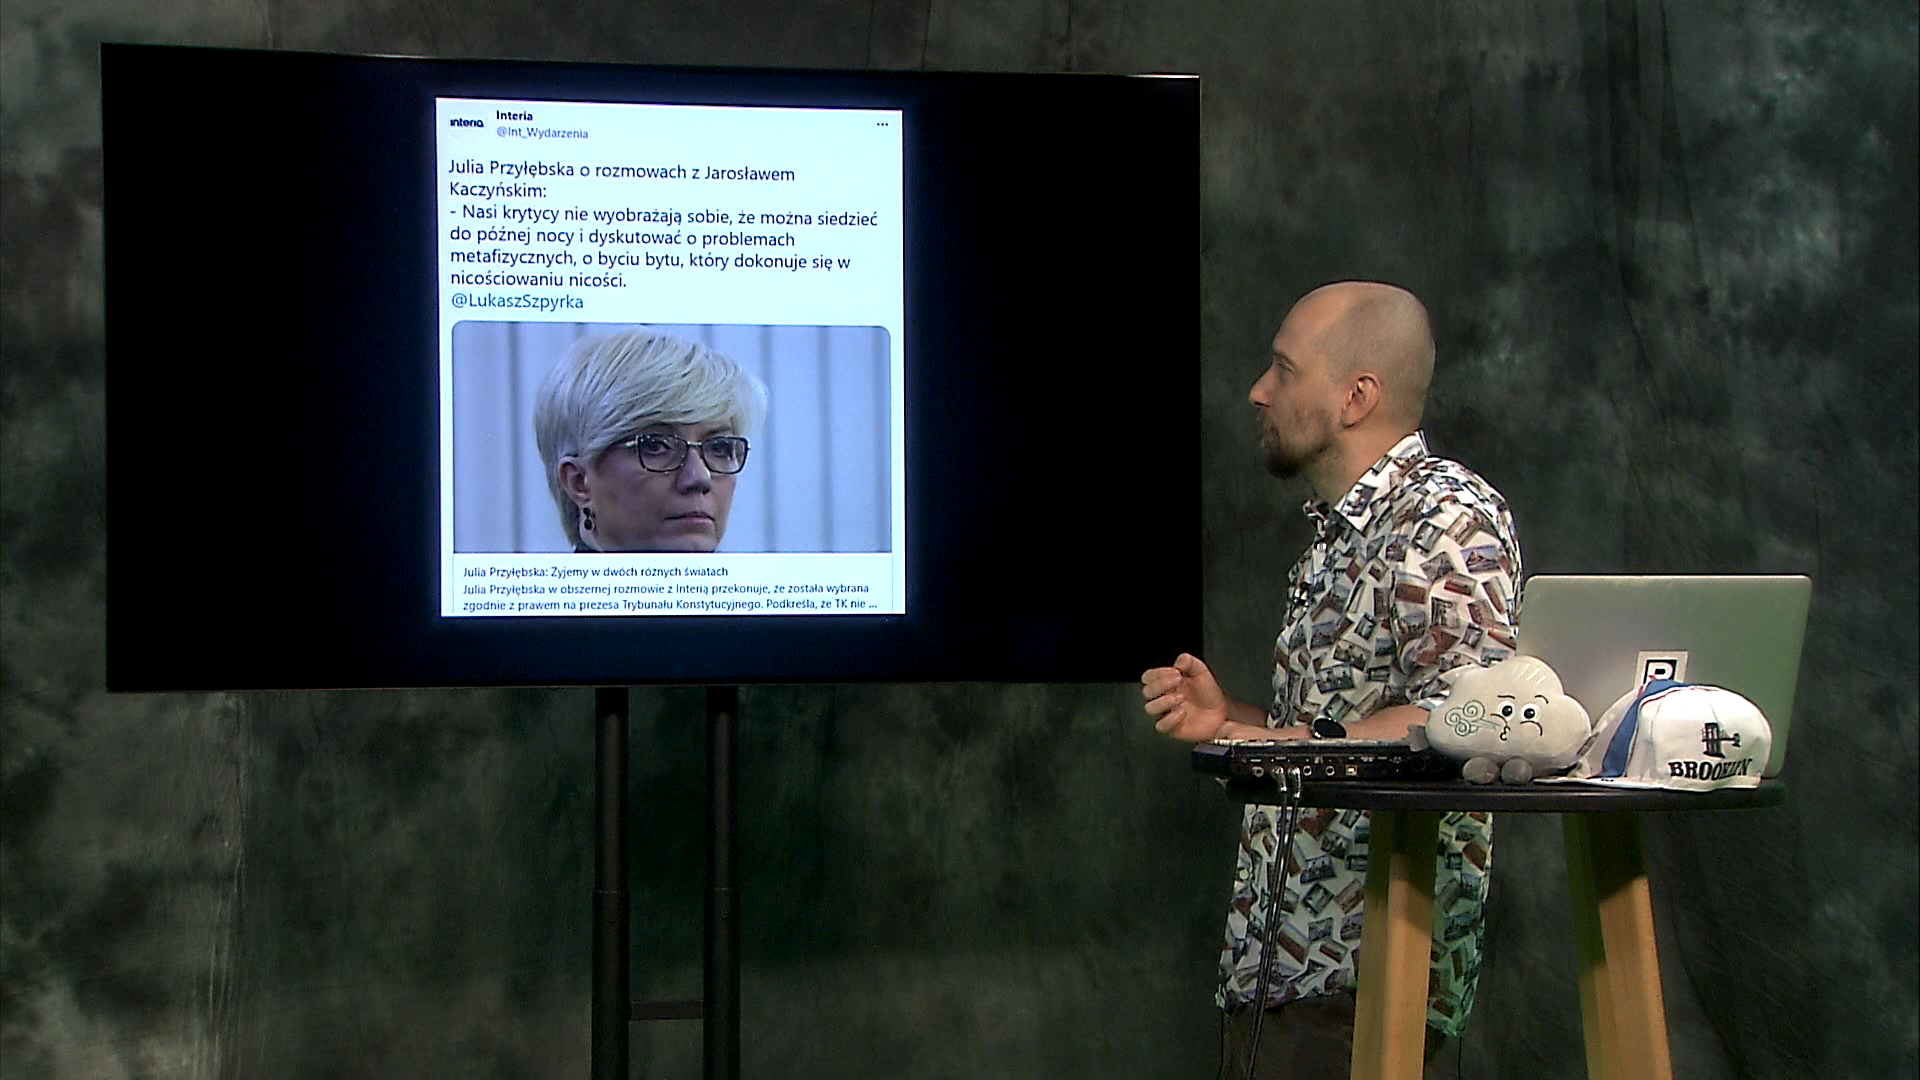 interia
Interia
@Int_Wydarzenia
Julia Przyłębska o rozmowach z Jarosławem
Kaczyńskim:
- Nasi krytycy nie wyobrażają sobie, że można siedzieć
do późnej nocy i dyskutować o problemach
metafizycznych, o byciu bytu, który dokonuje się w
nicościowaniu nicości.
@LukaszSzpyrka
Julia Przyłębska: Żyjemy w dwóch różnych światach
Julia Przyłębska w obszernej rozmowie z Interią przekonuje, że została wybrana
zgodnie z prawem na prezesa Trybunału Konstytucyjnego. Podkreśla, że TK nie ...
BROOKLYN